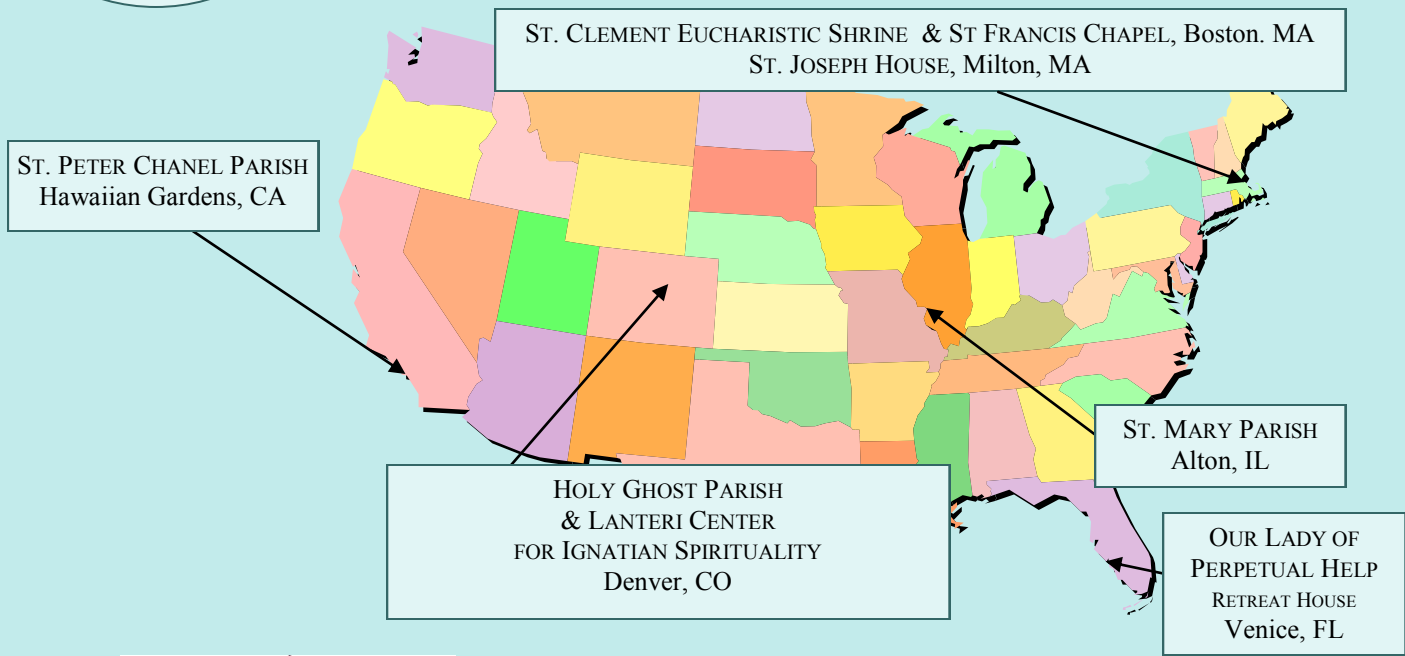 ST. CLEMENT EUCHARISTIC SHRINE & ST FRANCIS CHAPEL, Boston. MA
ST. JOSEPH HOUSE, Milton, MA
ST. PETER CHANEL PARISH
Hawaiian Gardens, CA
ST. MARY PARISH
Alton, IL
HOLY GHOST PARISH
& LANTERI CENTER
FOR IGNATIAN SPIRITUALITY
Denver, CO
OUR LADY OF
PERPETUAL HELP
RETREAT HOUSE
Venice, FL